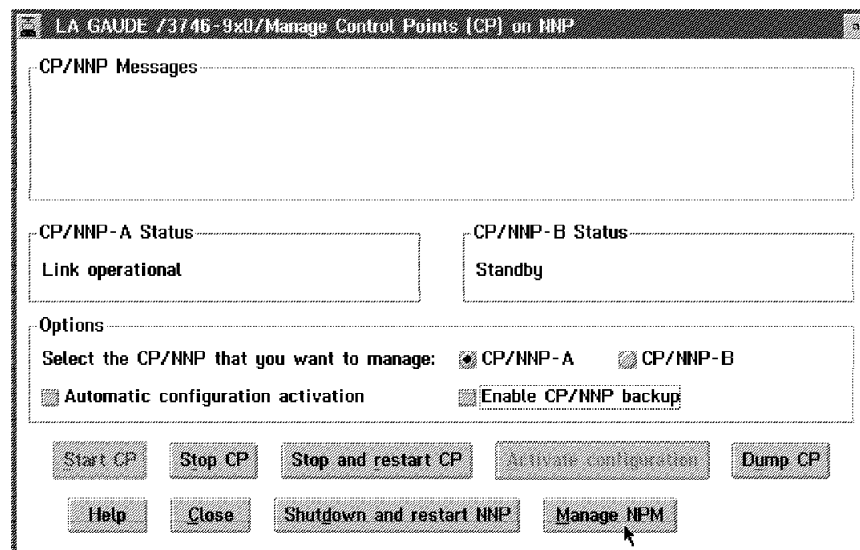 LA GAUDE /3746-9x0/Manage Control Points (CP) on NNP
CP/NNP Messages
CP/NNP-A Status
CP/NNP-B Status
Link operational
Standby
Options
Select the CP/NNP that you want to manage: CP/NNP-A CP/NNP-B
Automatic configuration activation Enable CP/NNP backup
Start CP Stop CP Stop and restart CP Activate configuration Dump CP
Help Close Shutdown and restart NNP Manage NPM